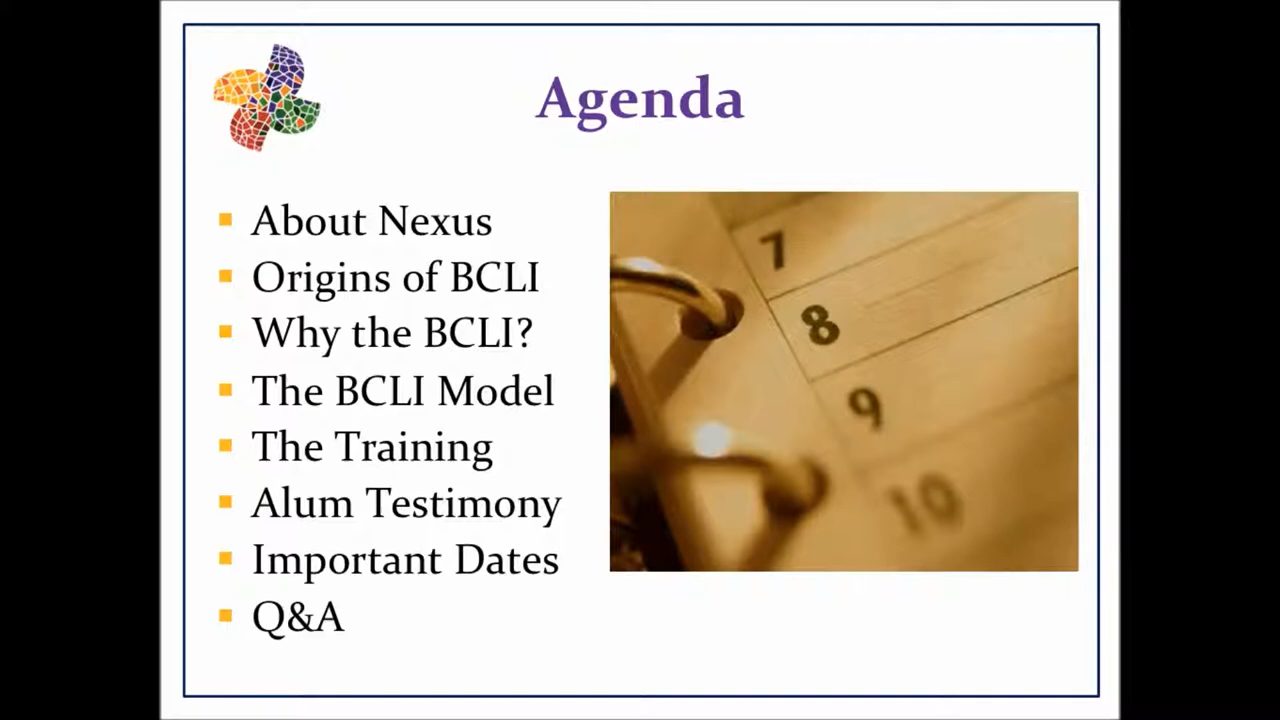 Agenda
About Nexus
Origins of BCLI
Why the BCLI?
The BCLI Model
The Training
Alum Testimony
Important Dates
Q&A
7
8
9
10